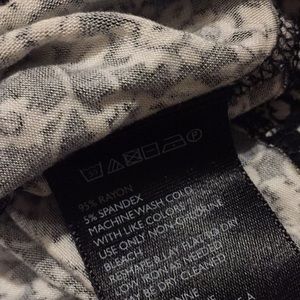 95% RAYON
5% SPANDEX
MACHINE WASH COLD
WITH LIKE COLORS
USE ONLY NON-CHLORINE
BLEACH
RESHAPE & LAY FLAT TO DRY
LOW IRON AS NEEDED
MAY BE DRY CLEANED